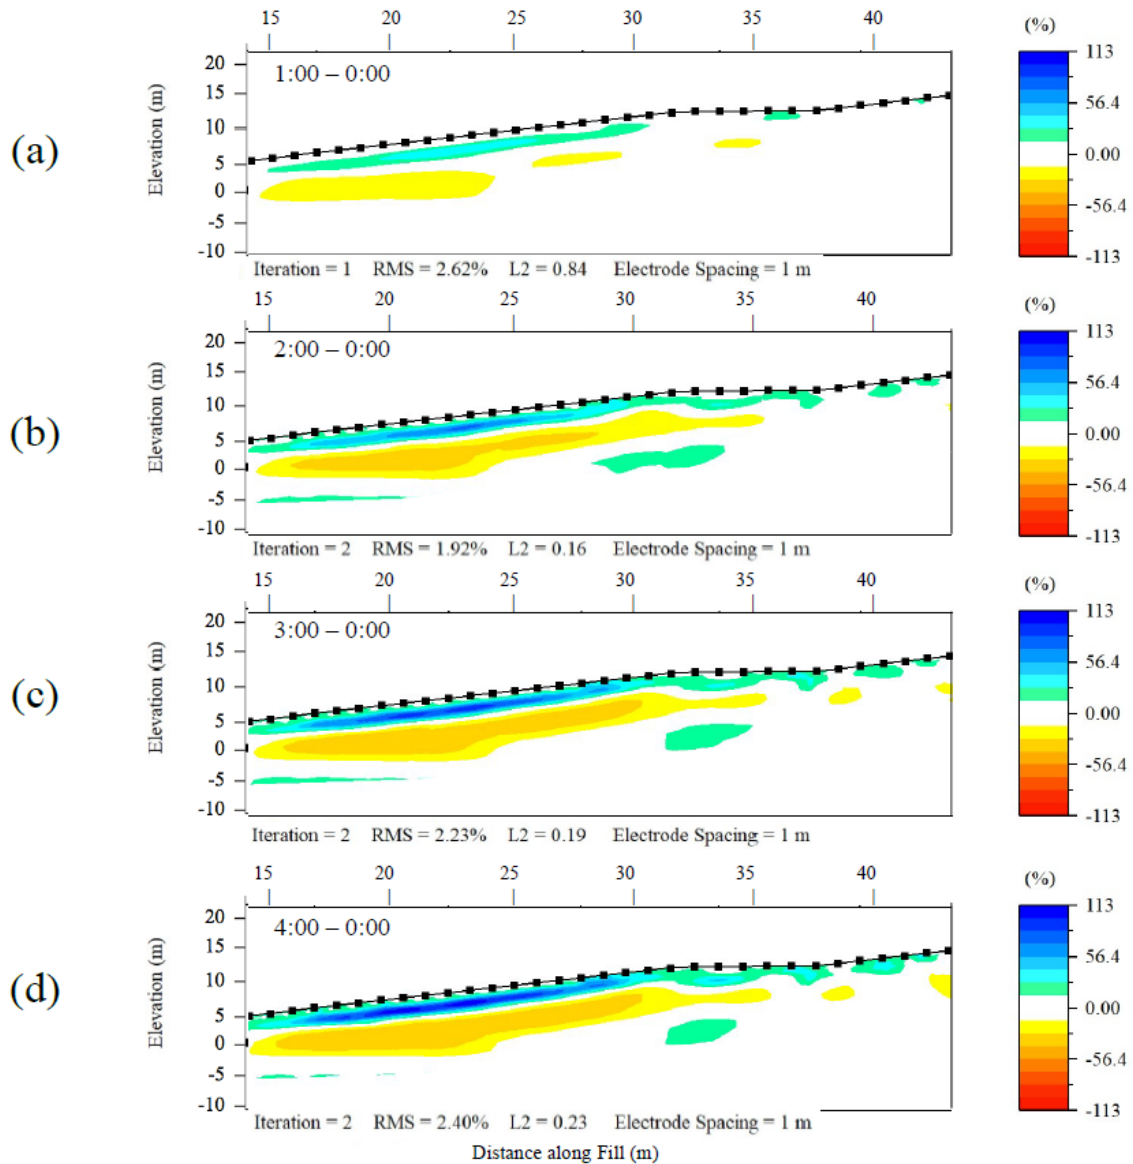 15 20 25 30 35 40 (%)
(a)
1:00 – 0:00
Elevation (m)
20
15
10
5
0
-5
-10
113
56.4
0.00
-56.4
-113
Iteration = 1 RMS = 2.62% L2 = 0.84 Electrode Spacing = 1 m
15 20 25 30 35 40 (%)
(b)
2:00 – 0:00
Elevation (m)
20
15
10
5
0
-5
-10
113
56.4
0.00
-56.4
-113
Iteration = 2 RMS = 1.92% L2 = 0.16 Electrode Spacing = 1 m
15 20 25 30 35 40 (%)
(c)
3:00 – 0:00
Elevation (m)
20
15
10
5
0
-5
-10
113
56.4
0.00
-56.4
-113
Iteration = 2 RMS = 2.23% L2 = 0.19 Electrode Spacing = 1 m
15 20 25 30 35 40 (%)
(d)
4:00 – 0:00
Elevation (m)
20
15
10
5
0
-5
-10
113
56.4
0.00
-56.4
-113
Iteration = 2 RMS = 2.40% L2 = 0.23 Electrode Spacing = 1 m
Distance along Fill (m)